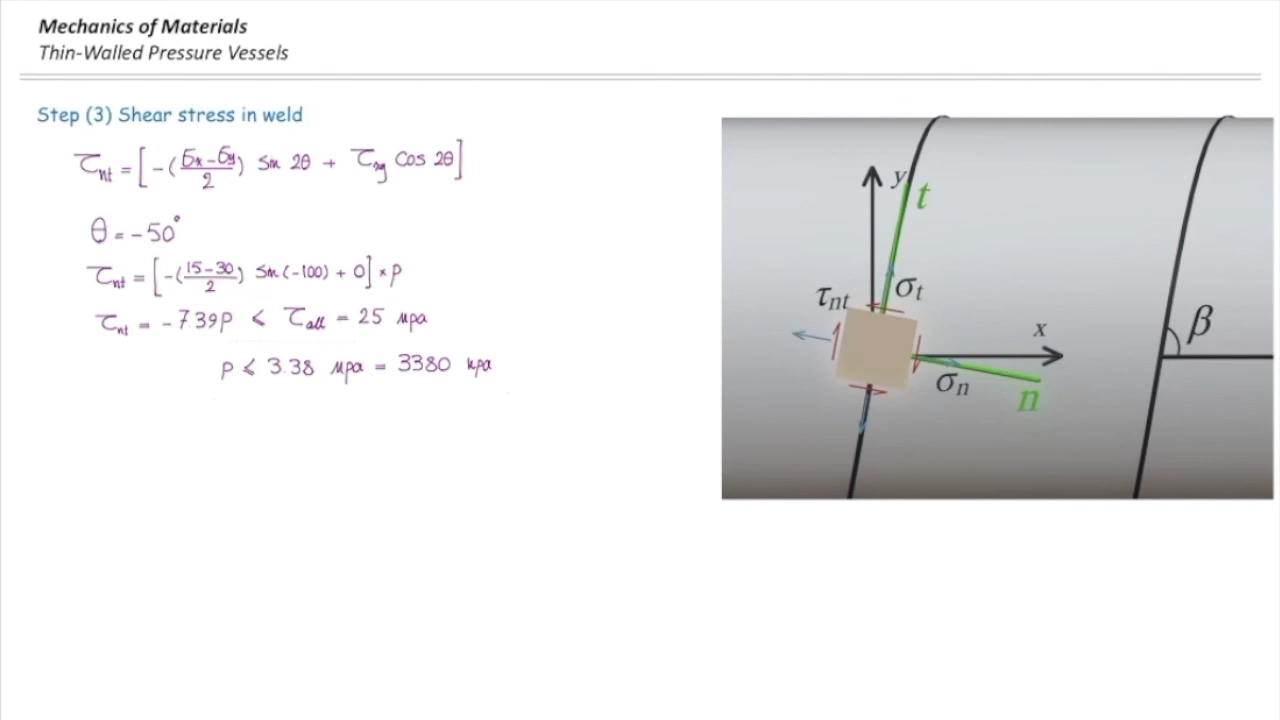 Mechanics of Materials
Thin-Walled Pressure Vessels
Step (3) Shear stress in weld
τnt = [-(σx-σy/2) Sin 2θ + τxy Cos 2θ]
θ = -50°
τnt = [-(15-30/2) Sin(-100) + 0] * P
τnt = -7.39P < τall = 25 Mpa
P < 3.38 Mpa = 3380 kpa
y
t
σt
τnt
x
β
σn
n